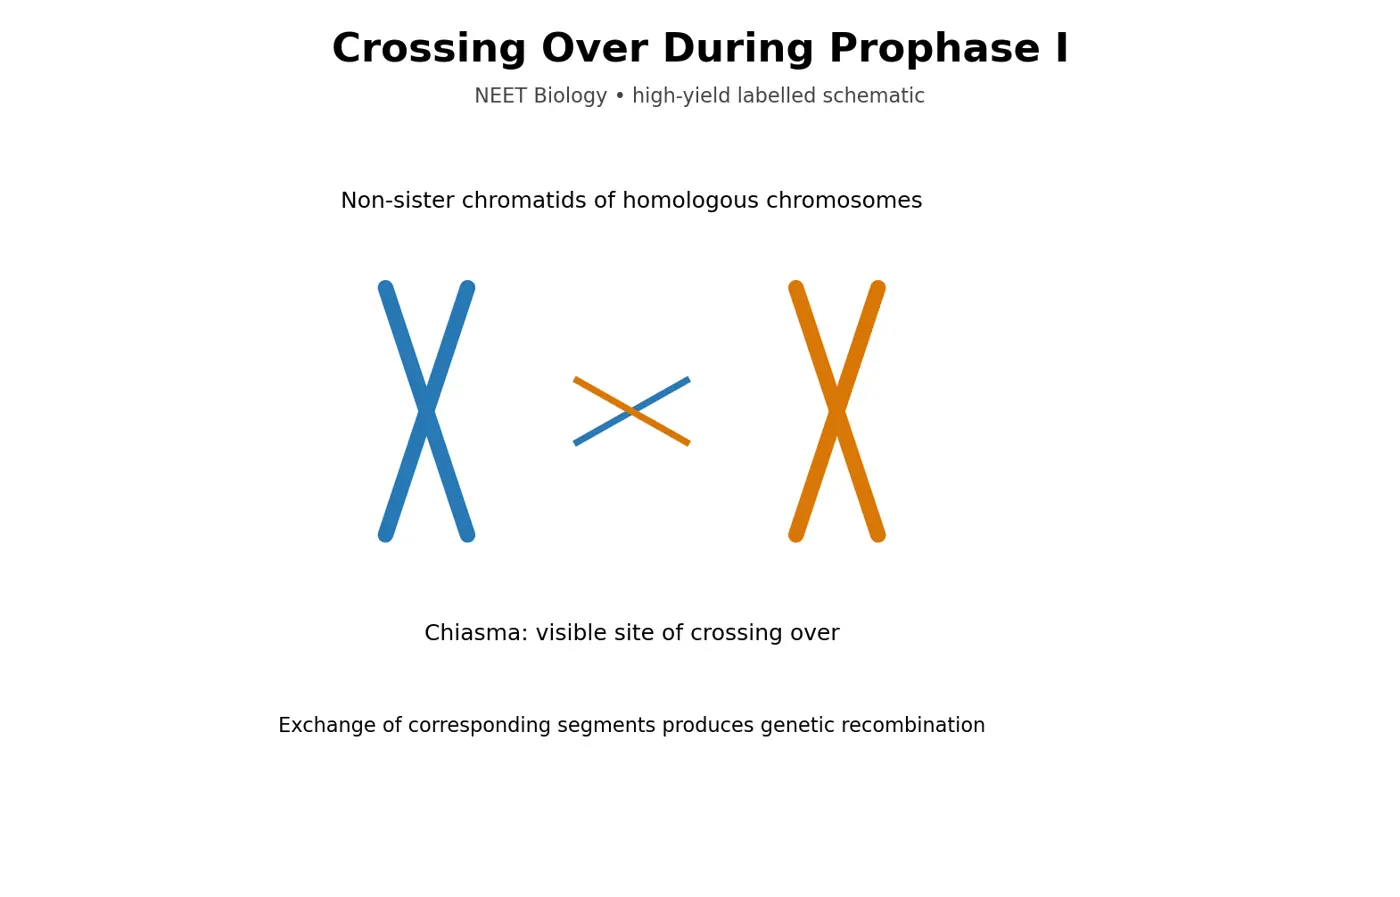 Crossing Over During Prophase I
NEET Biology • high-yield labelled schematic
Non-sister chromatids of homologous chromosomes
Chiasma: visible site of crossing over
Exchange of corresponding segments produces genetic recombination